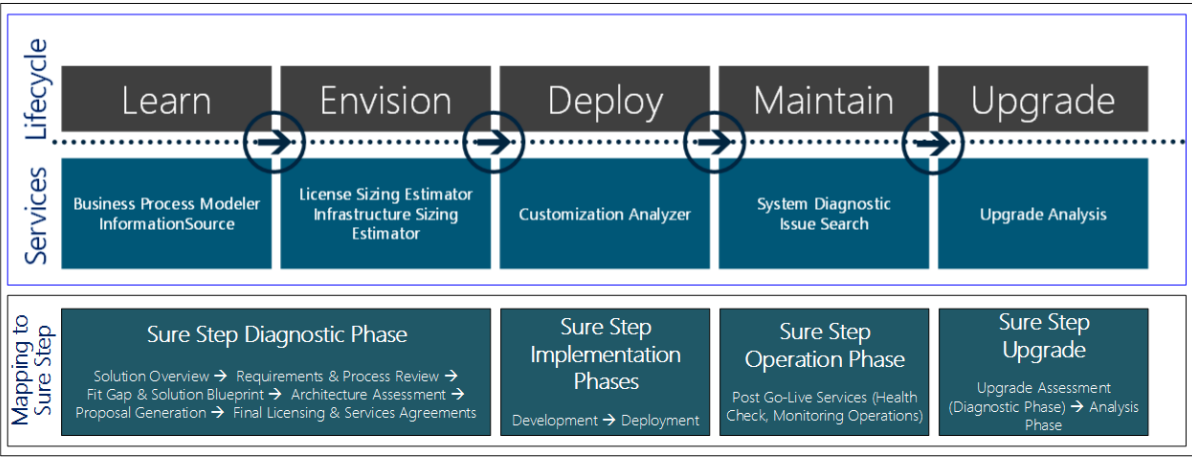 Lifecycle
Learn
Envision
Deploy
Maintain
Upgrade
Services
Business Process Modeler
InformationSource
License Sizing Estimator
Infrastructure Sizing
Estimator
Customization Analyzer
System Diagnostic
Issue Search
Upgrade Analysis
Mapping to
Sure Step
Sure Step Diagnostic Phase
Solution Overview → Requirements & Process Review →
Fit Gap & Solution Blueprint → Architecture Assessment →
Proposal Generation → Final Licensing & Services Agreements
Sure Step
Implementation
Phases
Development → Deployment
Sure Step
Operation Phase
Post Go-Live Services (Health
Check, Monitoring Operations)
Sure Step
Upgrade
Upgrade Assessment
(Diagnostic Phase) → Analysis
Phase